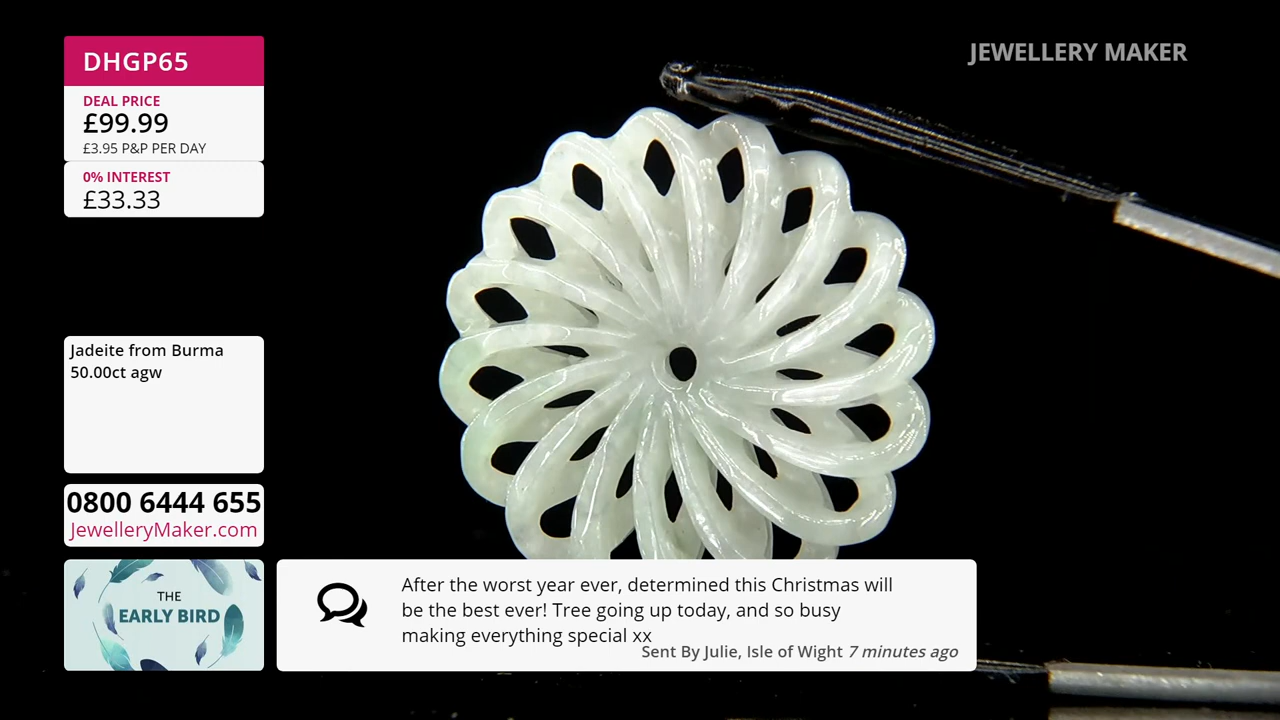 DHGP65
DEAL PRICE
£99.99
£3.95 P&P PER DAY
0% INTEREST
£33.33
JEWELLERY MAKER
Jadeite from Burma
50.00ct agw
0800 6444 655
JewelleryMaker.com
THE
EARLY BIRD
After the worst year ever, determined this Christmas will
be the best ever! Tree going up today, and so busy
making everything special xx
Sent By Julie, Isle of Wight 7 minutes ago